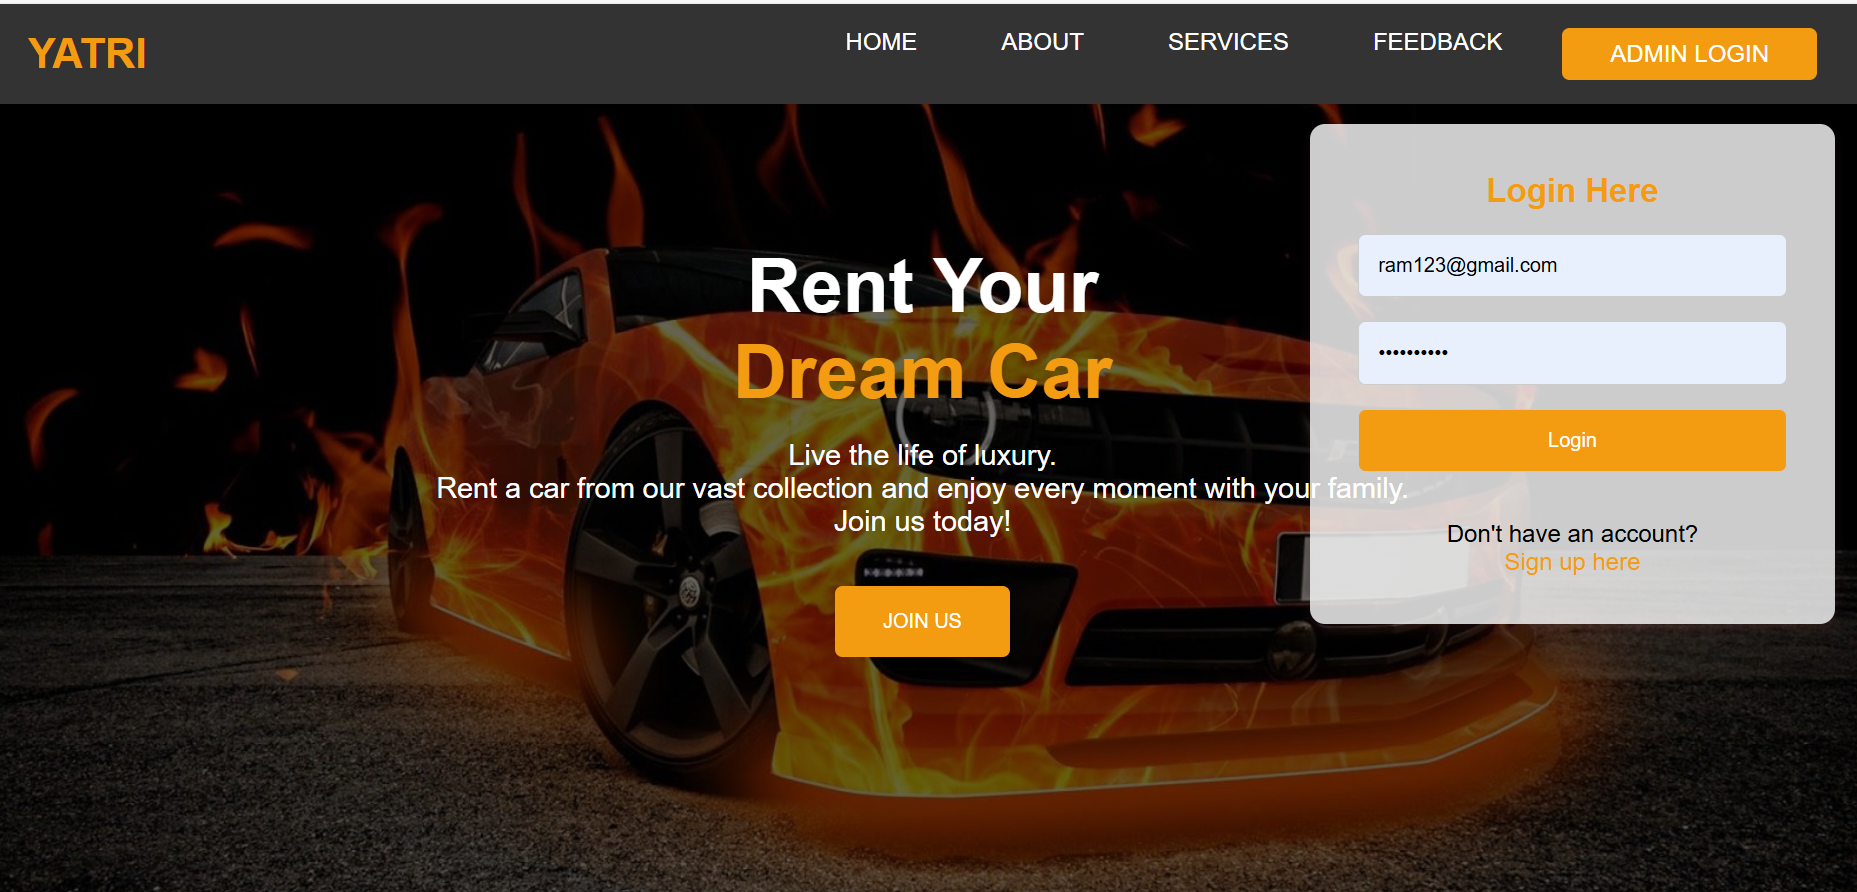 YATRI
HOME
ABOUT
SERVICES
FEEDBACK
ADMIN LOGIN
Rent Your
Dream Car
Live the life of luxury.
Rent a car from our vast collection and enjoy every moment with your family.
Join us today!
JOIN US
Login Here
ram123@gmail.com
••••••••••
Login
Don't have an account?
Sign up here